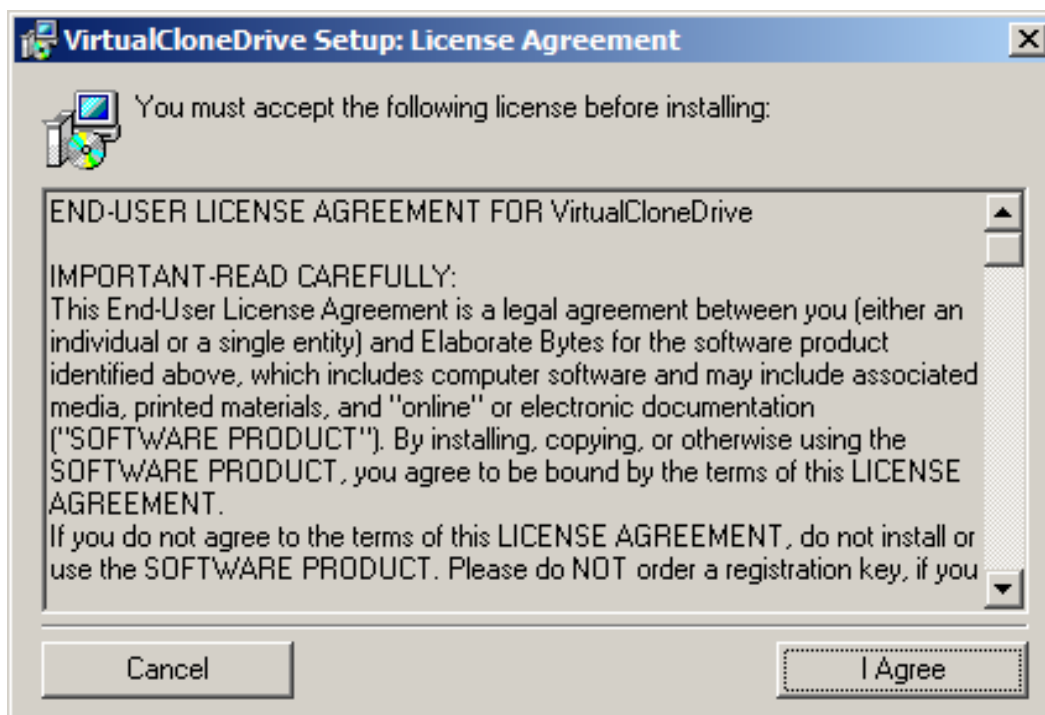 VirtualCloneDrive Setup: License Agreement
You must accept the following license before installing:
END-USER LICENSE AGREEMENT FOR VirtualCloneDrive
IMPORTANT-READ CAREFULLY:
This End-User License Agreement is a legal agreement between you (either an
individual or a single entity) and Elaborate Bytes for the software product
identified above, which includes computer software and may include associated
media, printed materials, and "online" or electronic documentation
("SOFTWARE PRODUCT"). By installing, copying, or otherwise using the
SOFTWARE PRODUCT, you agree to be bound by the terms of this LICENSE
AGREEMENT.
If you do not agree to the terms of this LICENSE AGREEMENT, do not install or
use the SOFTWARE PRODUCT. Please do NOT order a registration key, if you
Cancel
I Agree